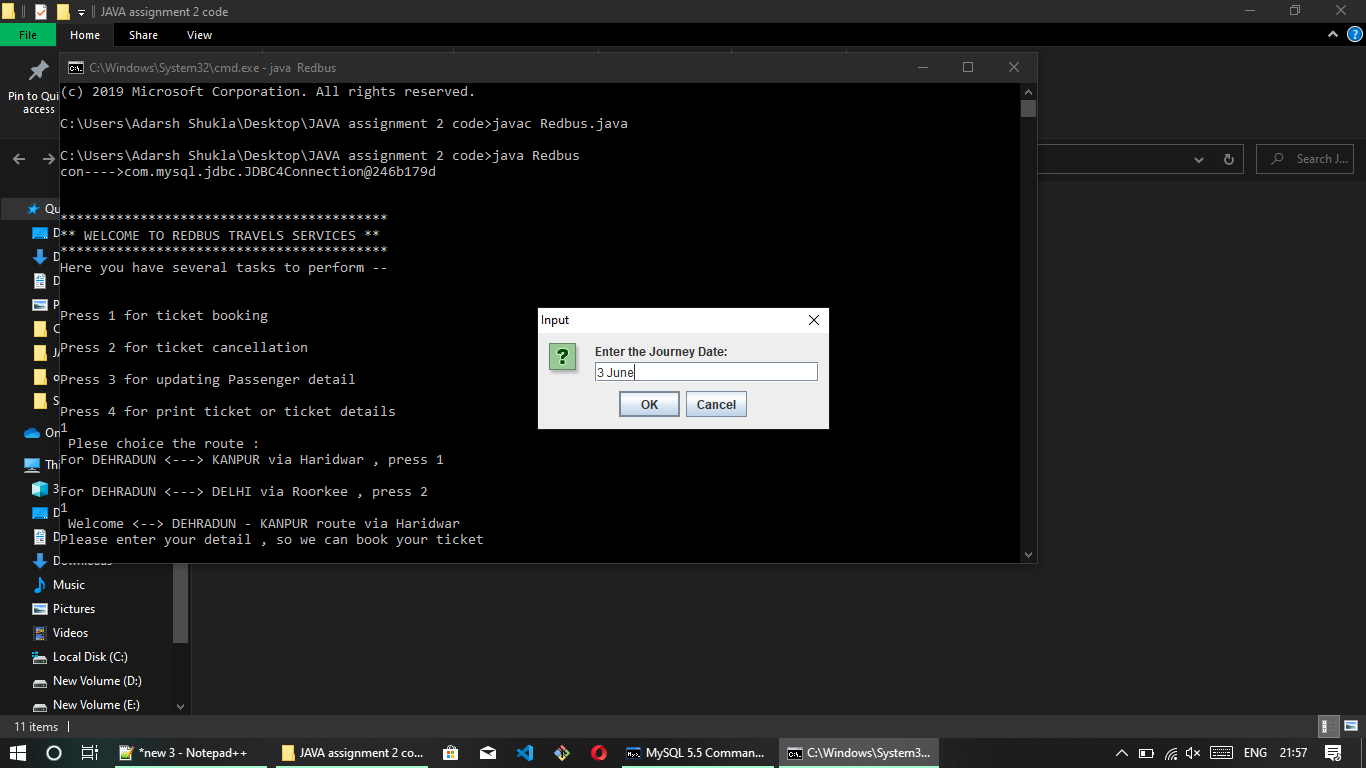 JAVA assignment 2 code
File Home Share View
Pin to Qui
access
C:\Windows\System32\cmd.exe - java Redbus
(c) 2019 Microsoft Corporation. All rights reserved.
C:\Users\Adarsh Shukla\Desktop\JAVA assignment 2 code>javac Redbus.java
C:\Users\Adarsh Shukla\Desktop\JAVA assignment 2 code>java Redbus
con---->com.mysql.jdbc.JDBC4Connection@246b179d
*****************************************
** WELCOME TO REDBUS TRAVELS SERVICES **
*****************************************
Here you have several tasks to perform --
Press 1 for ticket booking
Press 2 for ticket cancellation
Press 3 for updating Passenger detail
Press 4 for print ticket or ticket details
1
Plese choice the route :
For DEHRADUN <---> KANPUR via Haridwar , press 1
For DEHRADUN <---> DELHI via Roorkee , press 2
1
Welcome <--> DEHRADUN - KANPUR route via Haridwar
Please enter your detail , so we can book your ticket
Input
Enter the Journey Date:
3 June
OK Cancel
Search J...
Qu
D
D
D
P
C
JA
o
S
On
Thi
3
D
D
Downloads
Music
Pictures
Videos
Local Disk (C:)
New Volume (D:)
New Volume (E:)
11 items
*new 3 - Notepad++ JAVA assignment 2 co... MySQL 5.5 Comman... C:\Windows\System3... ENG 21:57